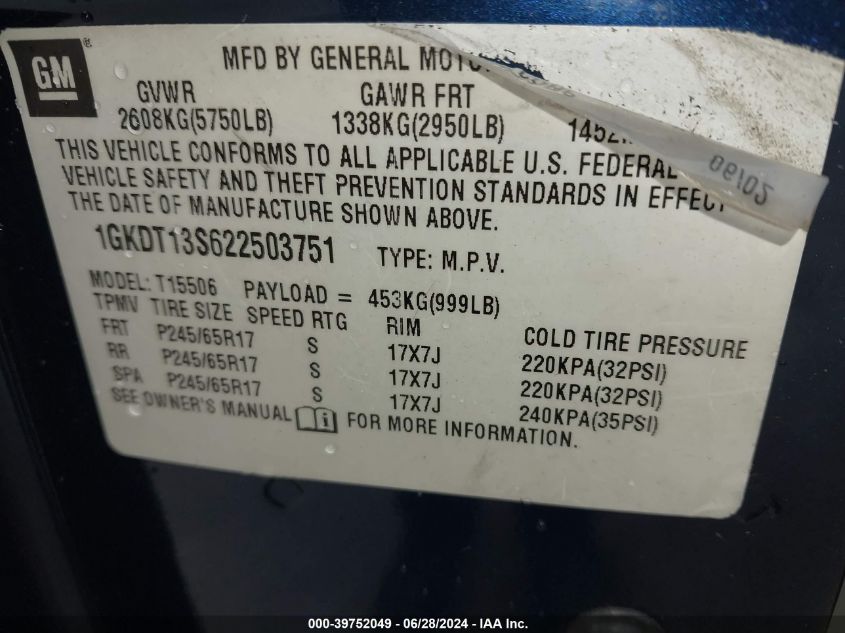 GM ®
MFD BY GENERAL MOTO
GVWR GAWR FRT
2608KG(5750LB) 1338KG(2950LB) 1452
THIS VEHICLE CONFORMS TO ALL APPLICABLE U.S. FEDERAL
VEHICLE SAFETY AND THEFT PREVENTION STANDARDS IN EFFECT
THE DATE OF MANUFACTURE SHOWN ABOVE.
1GKDT13S622503751 TYPE: M.P.V.
MODEL: T15506 PAYLOAD = 453KG(999LB)
TPMV TIRE SIZE SPEED RTG RIM COLD TIRE PRESSURE
FRT P245/65R17 S 17X7J 220KPA(32PSI)
RR P245/65R17 S 17X7J 220KPA(32PSI)
SPA P245/65R17 S 17X7J 240KPA(35PSI)
SEE OWNER'S MANUAL FOR MORE INFORMATION.
000-39752049 - 06/28/2024 - IAA Inc.